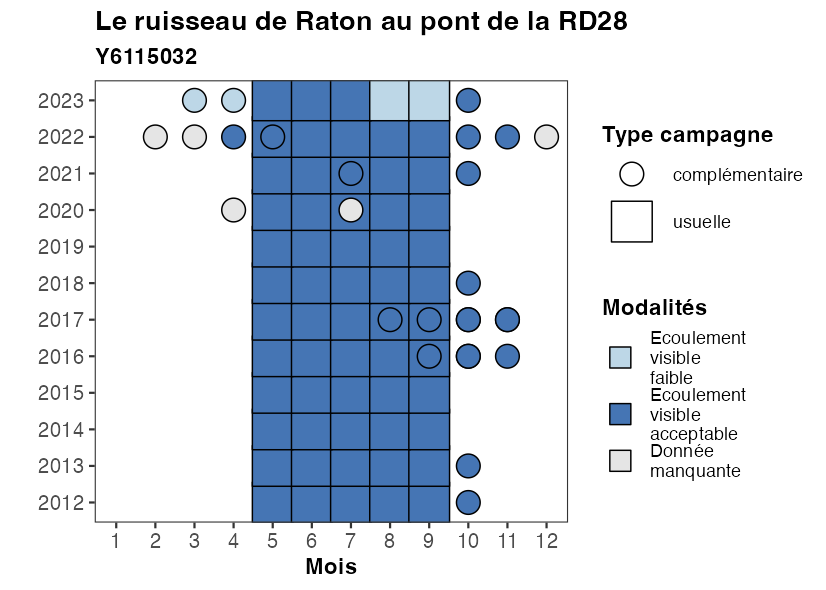 Le ruisseau de Raton au pont de la RD28
Y6115032
2023
2022
2021
2020
2019
2018
2017
2016
2015
2014
2013
2012
1 2 3 4 5 6 7 8 9 10 11 12
Mois
Type campagne
complémentaire
usuelle
Modalités
Ecoulement
visible
faible
Ecoulement
visible
acceptable
Donnée
manquante